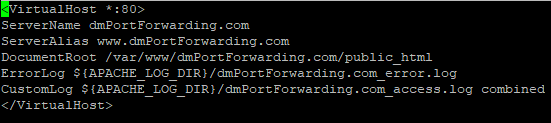 <VirtualHost *:80>
ServerName dmPortForwarding.com
ServerAlias www.dmPortForwarding.com
DocumentRoot /var/www/dmPortForwarding.com/public_html
ErrorLog ${APACHE_LOG_DIR}/dmPortForwarding.com_error.log
CustomLog ${APACHE_LOG_DIR}/dmPortForwarding.com_access.log combined
</VirtualHost>